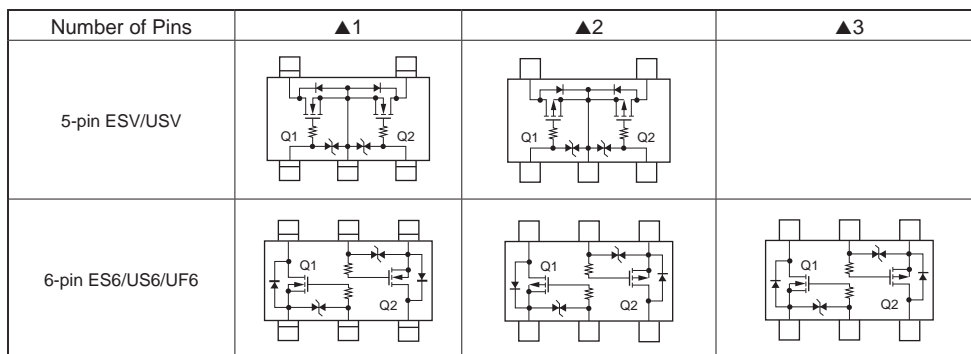 Number of Pins ▲1 ▲2 ▲3
5-pin ESV/USV
Q1 Q2
Q1 Q2
6-pin ES6/US6/UF6
Q1
Q2
Q1
Q2
Q1
Q2